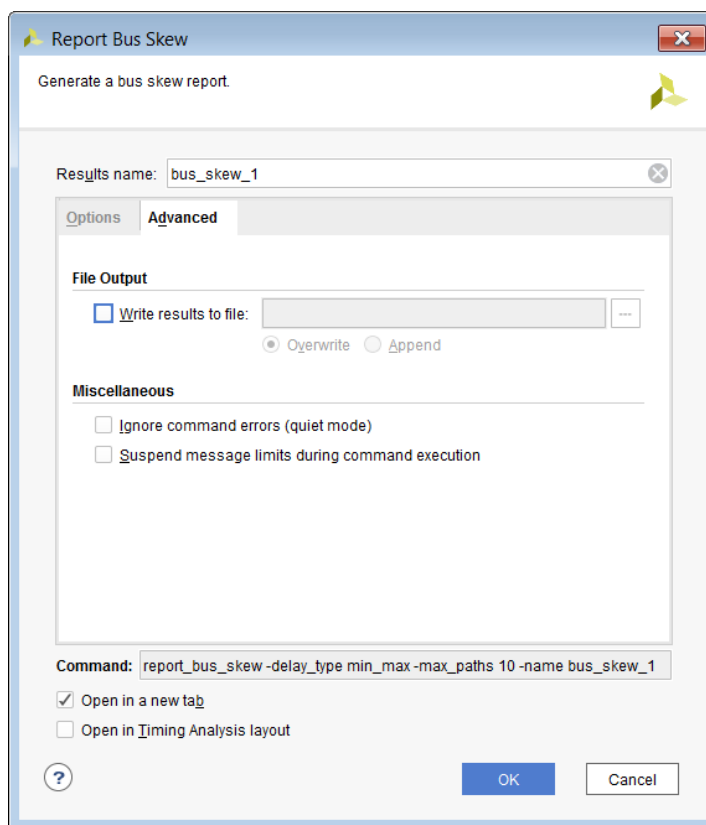 Report Bus Skew
Generate a bus skew report.
Results name: bus_skew_1
Options Advanced
File Output
Write results to file:
Overwrite Append
Miscellaneous
Ignore command errors (quiet mode)
Suspend message limits during command execution
Command: report_bus_skew -delay_type min_max -max_paths 10 -name bus_skew_1
Open in a new tab
Open in Timing Analysis layout
? OK Cancel